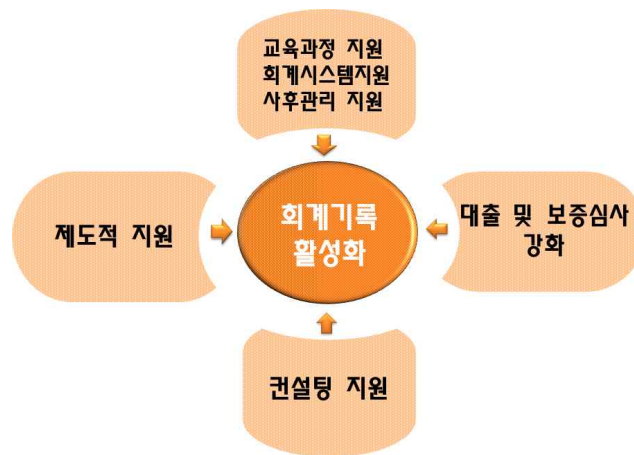 교육과정 지원
회계시스템지원
사후관리 지원
제도적 지원
회계기록
활성화
대출 및 보증심사
강화
컨설팅 지원